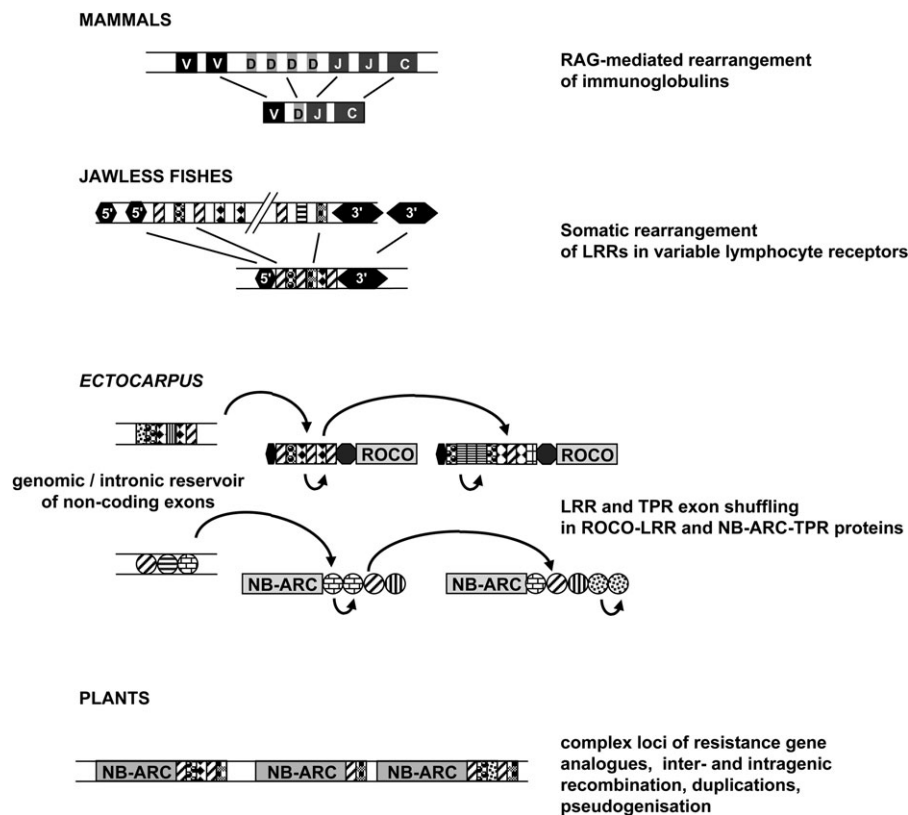 MAMMALS
V V D D D D J J C
RAG-mediated rearrangement
of immunoglobulins
V D J C
JAWLESS FISHES
5' 5' 3' 3'
Somatic rearrangement
of LRRs in variable lymphocyte receptors
5' 3'
ECTOCARPUS
ROCO ROCO
genomic / intronic reservoir
of non-coding exons
LRR and TPR exon shuffling
in ROCO-LRR and NB-ARC-TPR proteins
NB-ARC NB-ARC
PLANTS
NB-ARC NB-ARC NB-ARC
complex loci of resistance gene
analogues, inter- and intragenic
recombination, duplications,
pseudogenisation